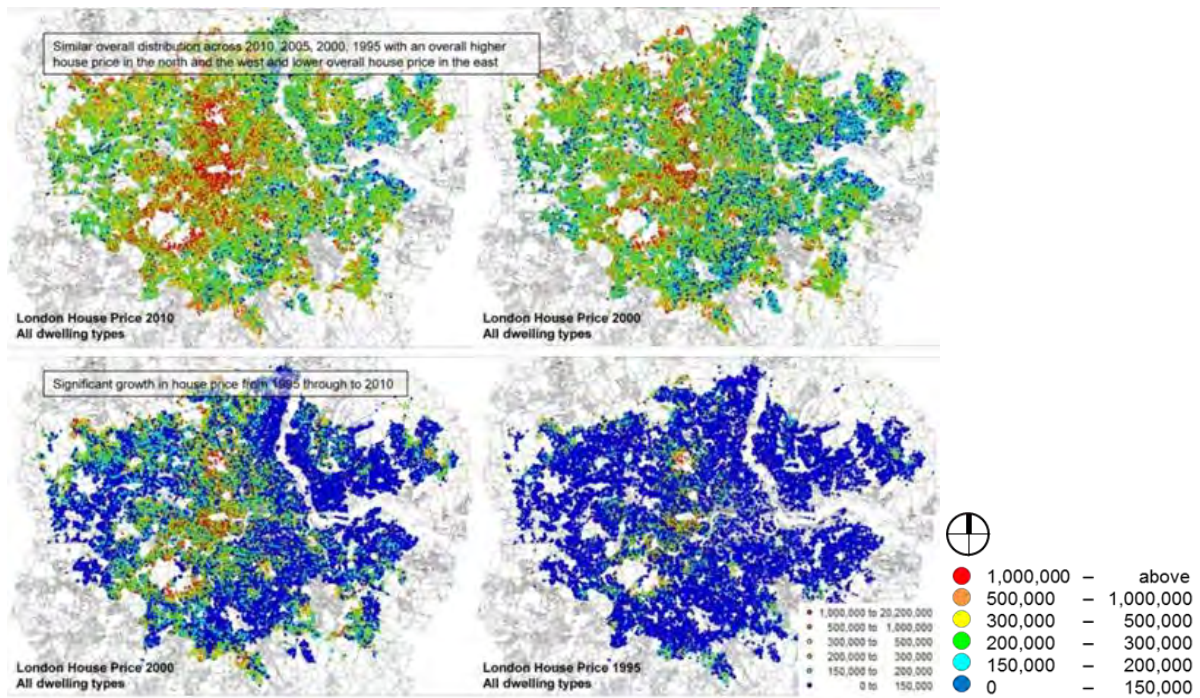 Similar overall distribution across 2010, 2005, 2000, 1995 with an overall higher
house price in the north and the west and lower overall house price in the east
London House Price 2010
All dwelling types
London House Price 2000
All dwelling types
Significant growth in house price from 1995 through to 2010
London House Price 2000
All dwelling types
London House Price 1995
All dwelling types
1,000,000 to 20,200,000
500,000 to 1,000,000
300,000 to 500,000
200,000 to 300,000
150,000 to 200,000
0 to 150,000
1,000,000 – above
500,000 – 1,000,000
300,000 – 500,000
200,000 – 300,000
150,000 – 200,000
0 – 150,000